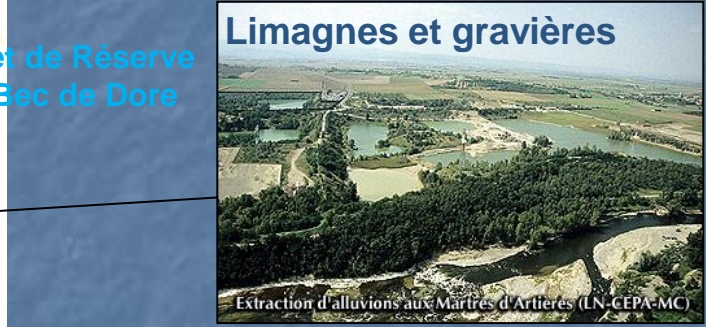 Limagnes et gravières
et de Réserve
Bec de Dore
Extraction d'alluvions aux Martres d'Artières (LN-CEPA-MC)